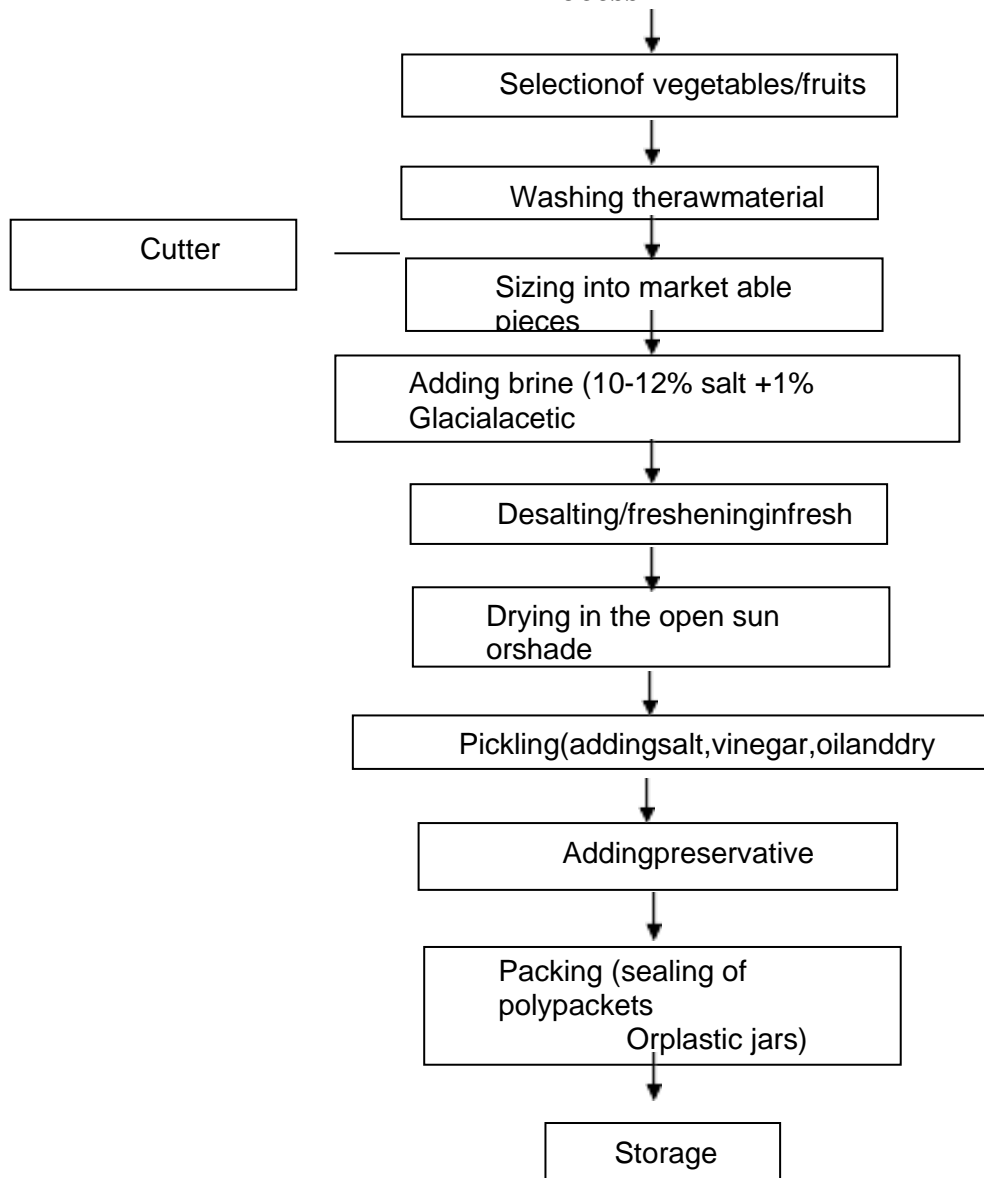 Selectionof vegetables/fruits
Washing therawmaterial
Cutter
Sizing into market able
pieces
Adding brine (10-12% salt +1%
Glacialacetic
Desalting/fresheninginfresh
Drying in the open sun
orshade
Pickling(addingsalt,vinegar,oilanddry
Addingpreservative
Packing (sealing of
polypackets
Orplastic jars)
Storage